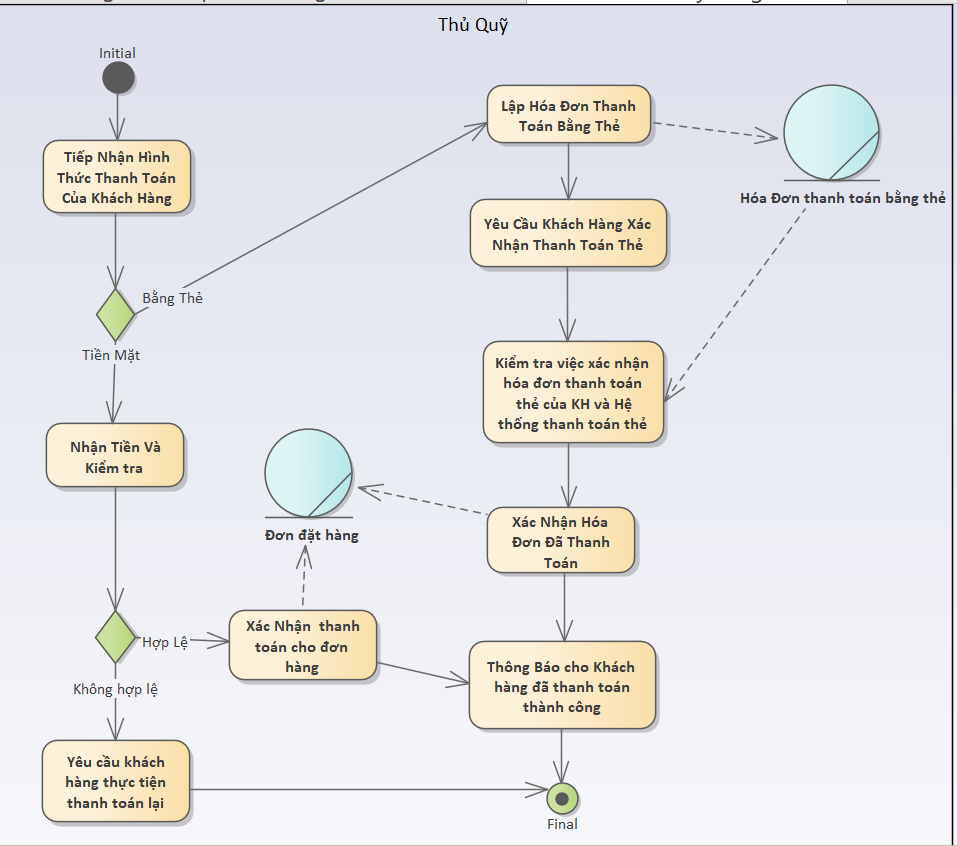 Thủ Quỹ
Initial
Tiếp Nhận Hình
Thức Thanh Toán
Của Khách Hàng
Bằng Thẻ
Tiền Mặt
Nhận Tiền Và
Kiểm tra
Hợp Lệ
Không hợp lệ
Yêu cầu khách
hàng thực tiện
thanh toán lại
Xác Nhận thanh
toán cho đơn
hàng
Đơn đặt hàng
Lập Hóa Đơn Thanh
Toán Bằng Thẻ
Hóa Đơn thanh toán bằng thẻ
Yêu Cầu Khách Hàng Xác
Nhận Thanh Toán Thẻ
Kiểm tra việc xác nhận
hóa đơn thanh toán
thẻ của KH và Hệ
thống thanh toán thẻ
Xác Nhận Hóa
Đơn Đã Thanh
Toán
Thông Báo cho Khách
hàng đã thanh toán
thành công
Final